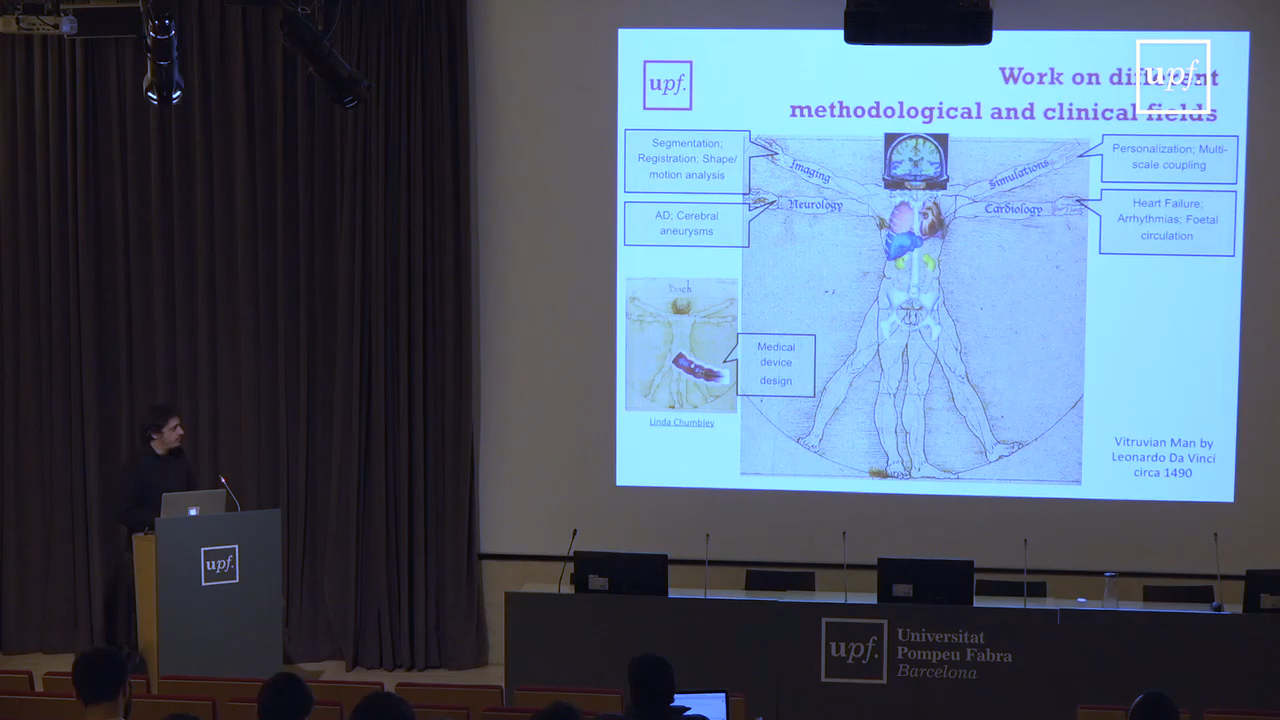 upf.
Work on different
methodological and clinical fields
upf.
Segmentation;
Registration; Shape/
motion analysis
AD; Cerebral
aneurysms
Imaging
Neurology
Simulations
Cardiology
Personalization; Multi-
scale coupling
Heart Failure;
Arrhythmias; Foetal
circulation
Bach
Medical
device
design
Linda Chumbley
Vitruvian Man by
Leonardo Da Vinci
circa 1490
upf.
upf.
Universitat
Pompeu Fabra
Barcelona